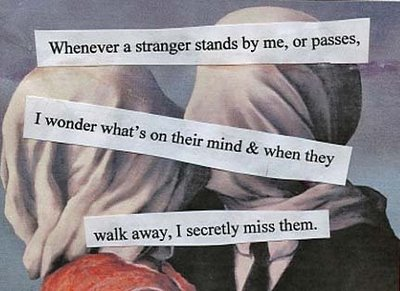 Whenever a stranger stands by me, or passes,
I wonder what's on their mind & when they
walk away, I secretly miss them.